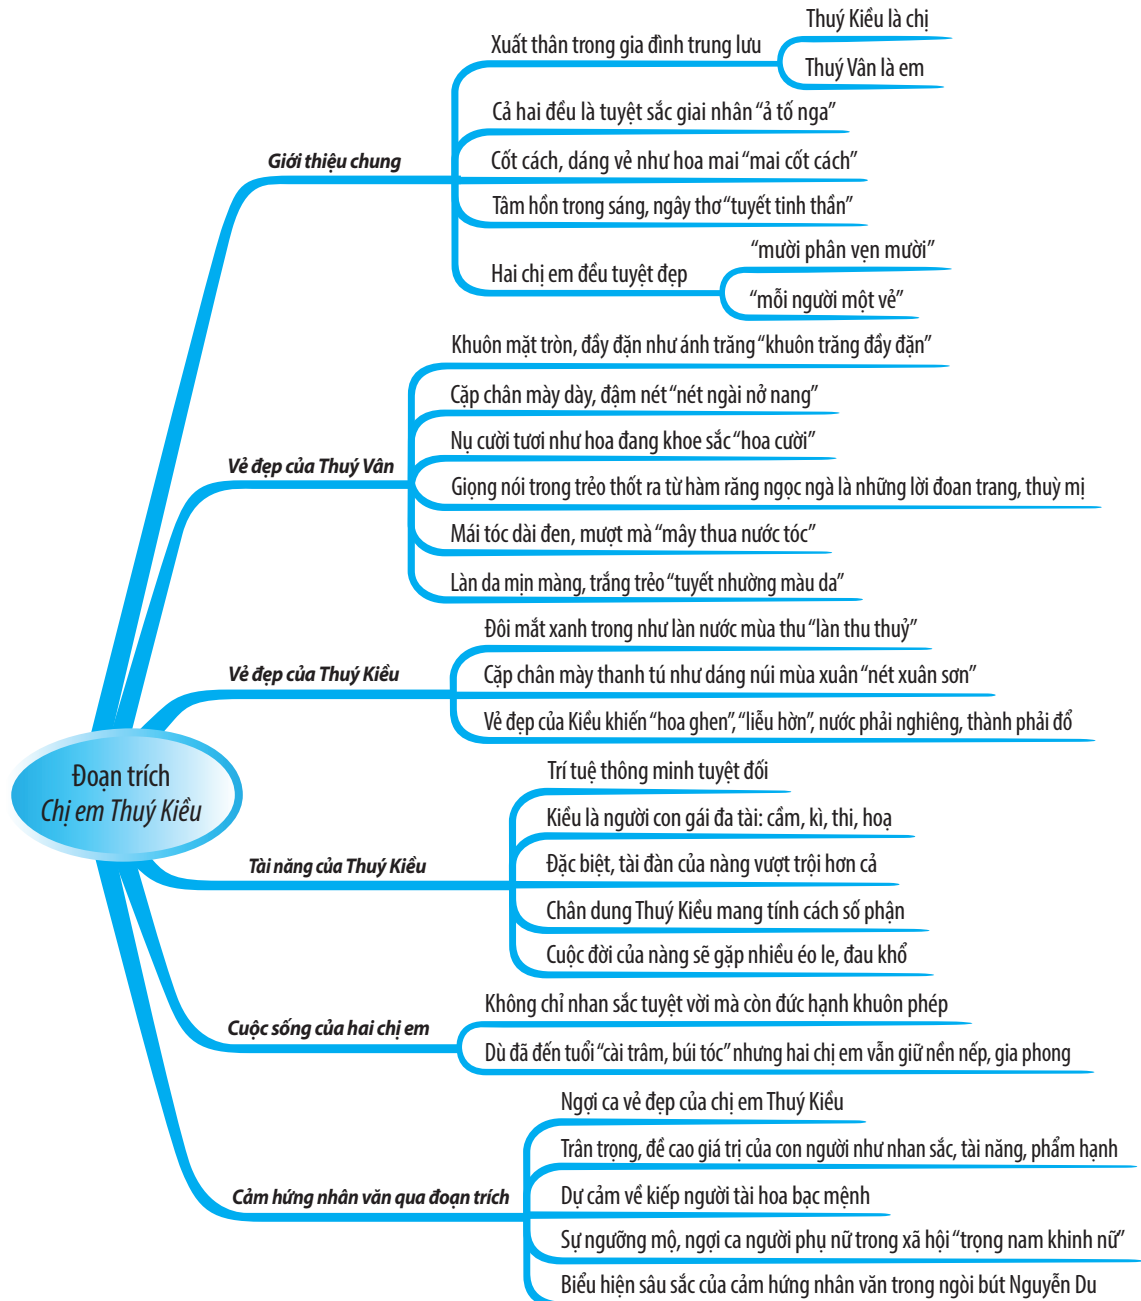 Đoạn trích
Chị em Thuý Kiều
Giới thiệu chung
Xuất thân trong gia đình trung lưu
Thuý Kiều là chị
Thuý Vân là em
Cả hai đều là tuyệt sắc giai nhân “ả tố nga”
Cốt cách, dáng vẻ như hoa mai “mai cốt cách”
Tâm hồn trong sáng, ngây thơ “tuyết tinh thần”
Hai chị em đều tuyệt đẹp
“mười phân vẹn mười”
“mỗi người một vẻ”
Vẻ đẹp của Thuý Vân
Khuôn mặt tròn, đầy đặn như ánh trăng “khuôn trăng đầy đặn”
Cặp chân mày dày, đậm nét “nét ngài nở nang”
Nụ cười tươi như hoa đang khoe sắc “hoa cười”
Giọng nói trong trẻo thốt ra từ hàm răng ngọc ngà là những lời đoan trang, thuỳ mị
Mái tóc dài đen, mượt mà “mây thua nước tóc”
Làn da mịn màng, trắng trẻo “tuyết nhường màu da”
Vẻ đẹp của Thuý Kiều
Đôi mắt xanh trong như làn nước mùa thu “làn thu thuỷ”
Cặp chân mày thanh tú như dáng núi mùa xuân “nét xuân sơn”
Vẻ đẹp của Kiều khiến “hoa ghen”, “liễu hờn”, nước phải nghiêng, thành phải đổ
Tài năng của Thuý Kiều
Trí tuệ thông minh tuyệt đối
Kiều là người con gái đa tài: cầm, kì, thi, hoạ
Đặc biệt, tài đàn của nàng vượt trội hơn cả
Chân dung Thuý Kiều mang tính cách số phận
Cuộc đời của nàng sẽ gặp nhiều éo le, đau khổ
Cuộc sống của hai chị em
Không chỉ nhan sắc tuyệt vời mà còn đức hạnh khuôn phép
Dù đã đến tuổi “cài trâm, búi tóc” nhưng hai chị em vẫn giữ nền nếp, gia phong
Cảm hứng nhân văn qua đoạn trích
Ngợi ca vẻ đẹp của chị em Thuý Kiều
Trân trọng, đề cao giá trị của con người như nhan sắc, tài năng, phẩm hạnh
Dự cảm về kiếp người tài hoa bạc mệnh
Sự ngưỡng mộ, ngợi ca người phụ nữ trong xã hội “trọng nam khinh nữ”
Biểu hiện sâu sắc của cảm hứng nhân văn trong ngòi bút Nguyễn Du